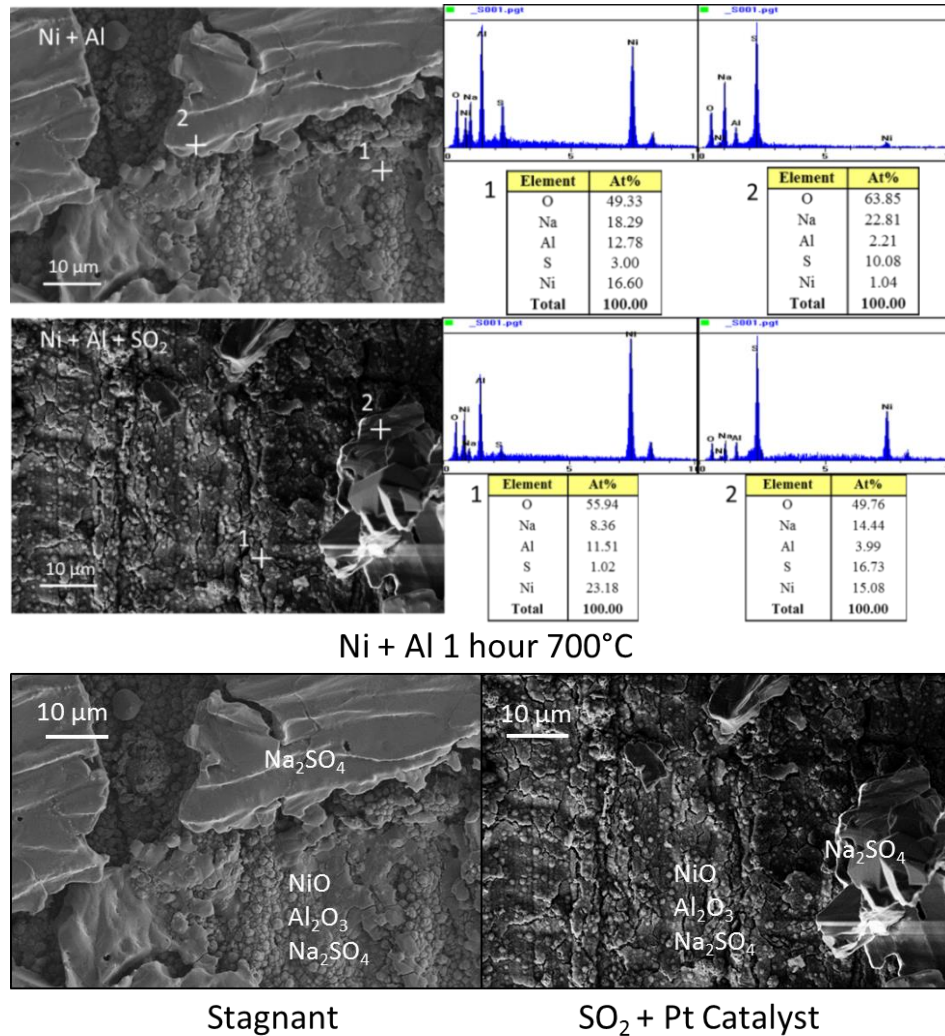 Ni + Al
2
1
10 µm
_S001.pgt
O
Ni
Na
Al
S
Ni
0
5
10
_S001.pgt
O
N
Na
Al
S
Ni
5
1
Element At%
O 49.33
Na 18.29
Al 12.78
S 3.00
Ni 16.60
Total 100.00
2
Element At%
O 63.85
Na 22.81
Al 2.21
S 10.08
Ni 1.04
Total 100.00
Ni + Al + SO₂
2
1
10 µm
_S001.pgt
O
Ni
Na
Al
S
Ni
0
5
10
_S001.pgt
O
N
Na
Al
S
Ni
5
1
Element At%
O 55.94
Na 8.36
Al 11.51
S 1.02
Ni 23.18
Total 100.00
2
Element At%
O 49.76
Na 14.44
Al 3.99
S 16.73
Ni 15.08
Total 100.00
Ni + Al 1 hour 700°C
10 µm
Na₂SO₄
NiO
Al₂O₃
Na₂SO₄
10 µm
Na₂SO₄
NiO
Al₂O₃
Na₂SO₄
Stagnant
SO₂ + Pt Catalyst